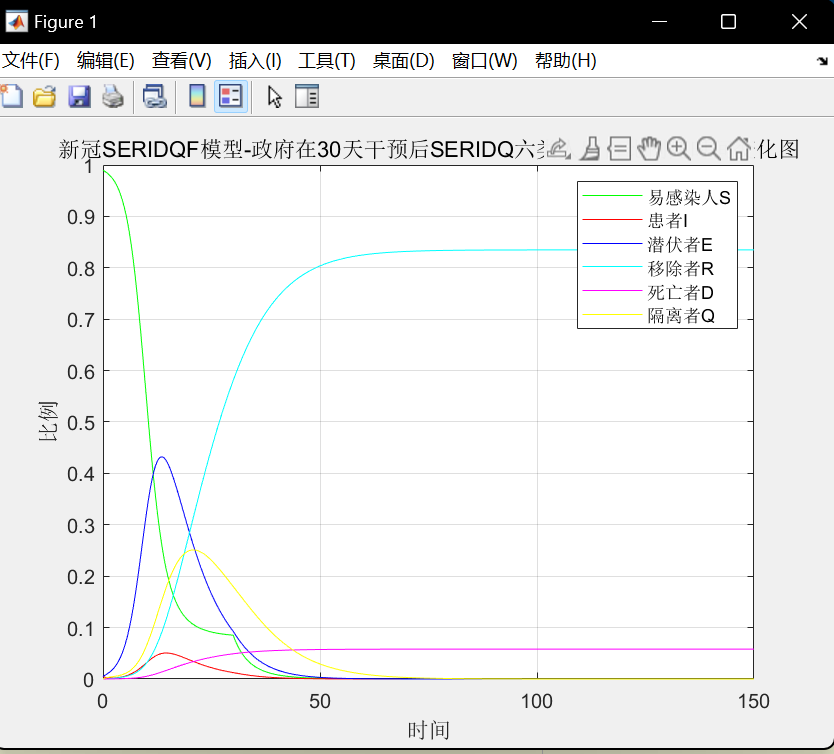 Figure 1
文件(F) 编辑(E) 查看(V) 插入(I) 工具(T) 桌面(D) 窗口(W) 帮助(H)
新冠SERIDQF模型-政府在30天干预后SERIDQ六 化图
1
0.9
0.8
0.7
0.6
0.5
0.4
0.3
0.2
0.1
0
比例
易感染人S
患者I
潜伏者E
移除者R
死亡者D
隔离者Q
0 50 100 150
时间